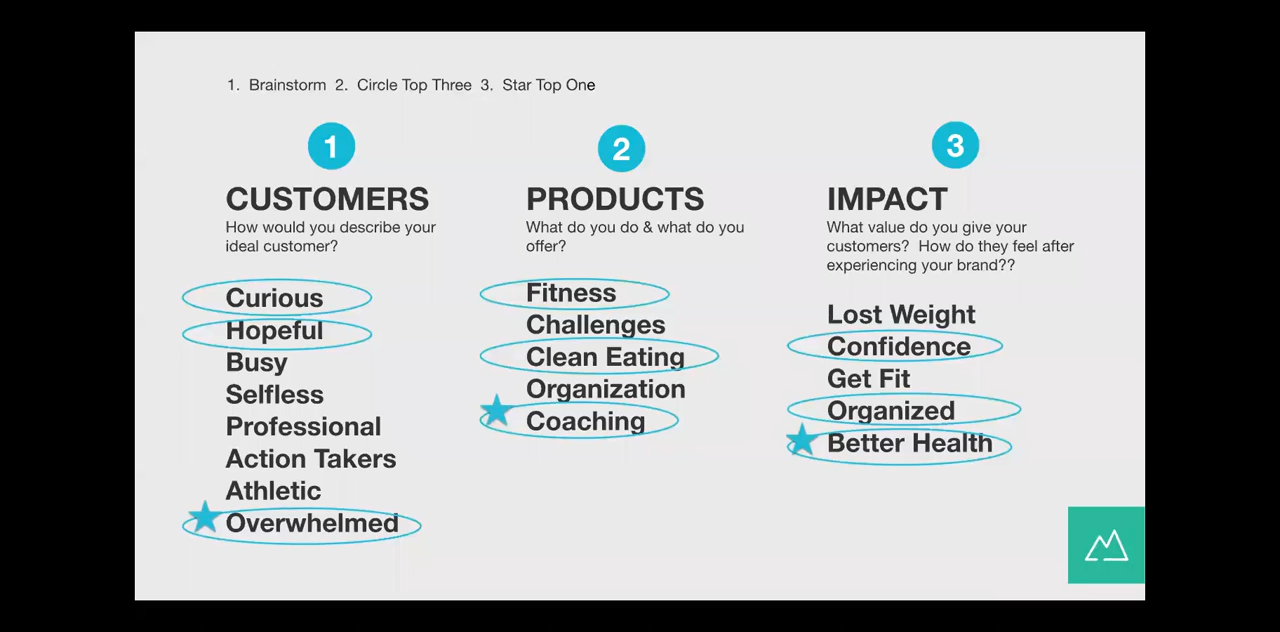 1. Brainstorm 2. Circle Top Three 3. Star Top One
1
CUSTOMERS
How would you describe your
ideal customer?
Curious
Hopeful
Busy
Selfless
Professional
Action Takers
Athletic
Overwhelmed
2
PRODUCTS
What do you do & what do you
offer?
Fitness
Challenges
Clean Eating
Organization
Coaching
3
IMPACT
What value do you give your
customers? How do they feel after
experiencing your brand??
Lost Weight
Confidence
Get Fit
Organized
Better Health